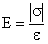 E = |σ| / ε